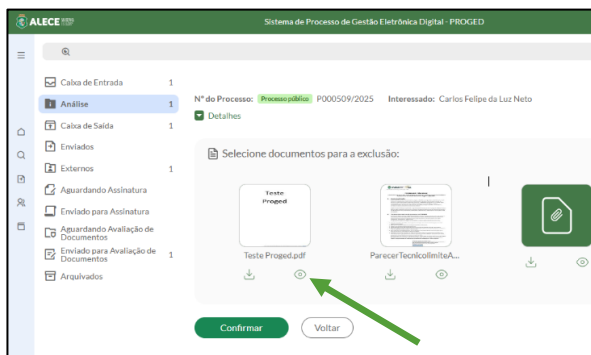 ALECE
Sistema de Processo de Gestão Eletrônica Digital - PROGED
Caixa de Entrada 1
Análise 1
Caixa de Saída 1
Enviados
Externos 1
Aguardando Assinatura
Enviado para Assinatura
Aguardando Avaliação de
Documentos
Enviado para Avaliação de
Documentos 1
Arquivados
Nº do Processo: Processo público P000509/2025 Interessado: Carlos Felipe da Luz Neto
Detalhes
Selecione documentos para a exclusão:
Teste
Proged
Teste Proged.pdf
ParecerTecnicolimiteA...
Confirmar
Voltar